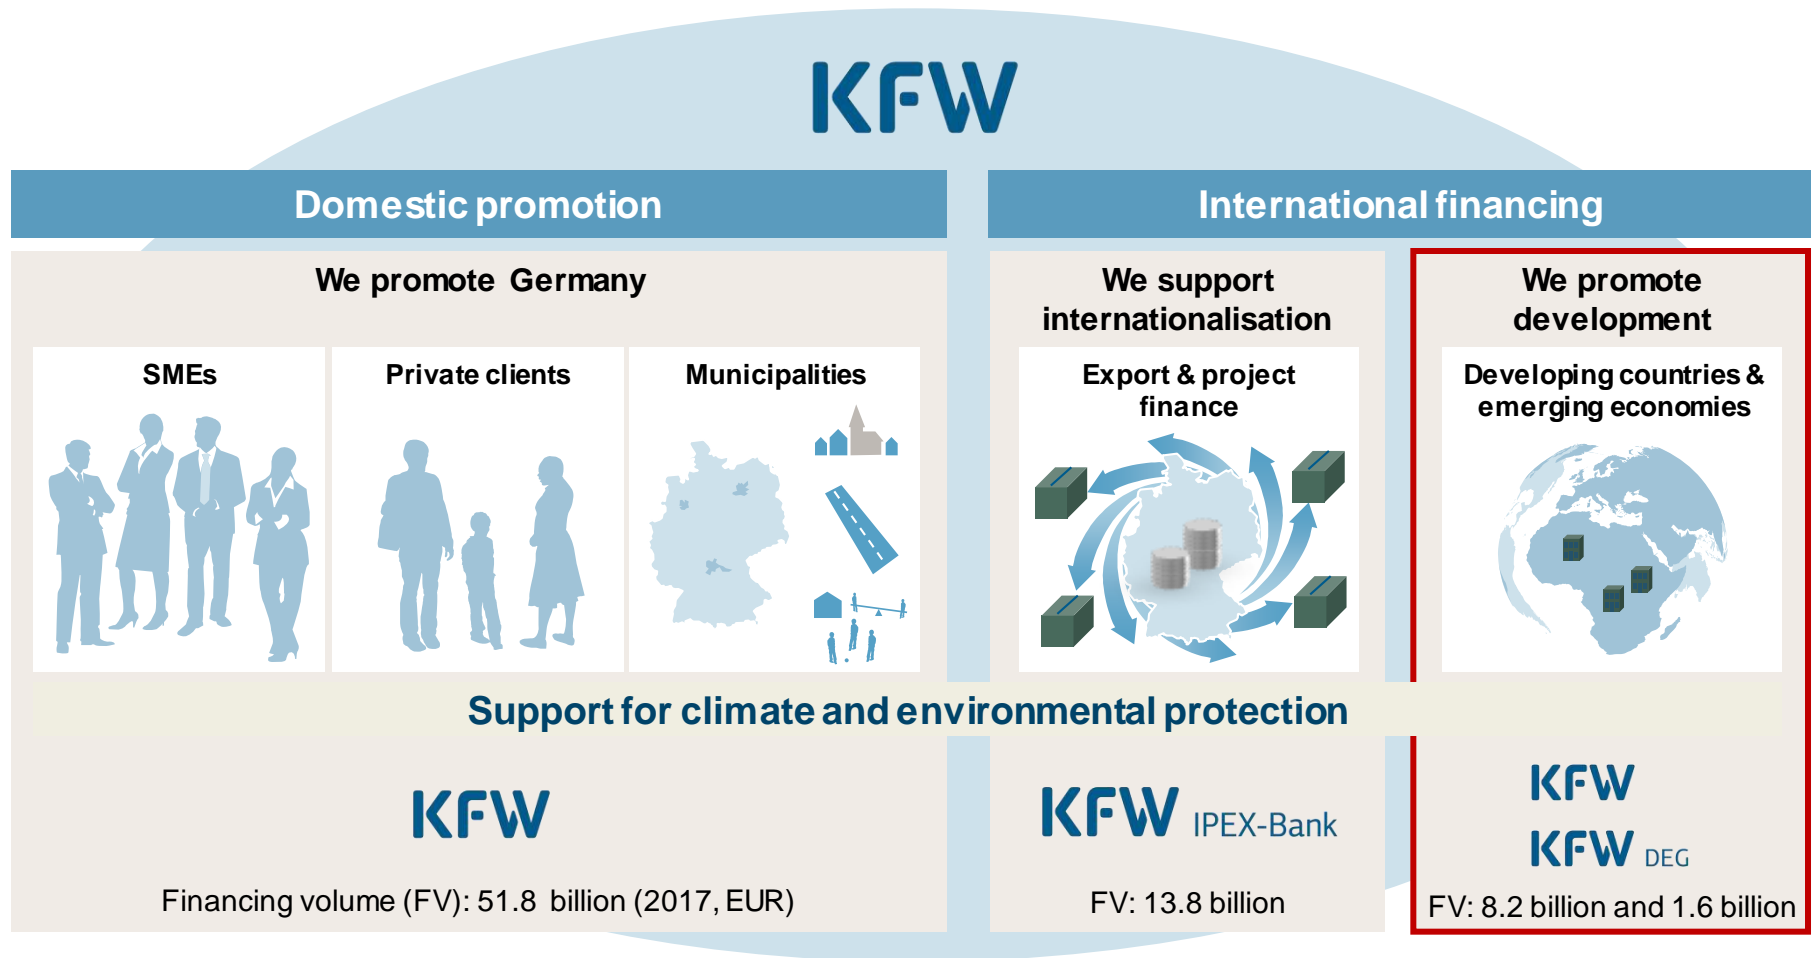 KFW
Domestic promotion
International financing
We promote Germany
SMEs
Private clients
Municipalities
We support
internationalisation
Export & project
finance
We promote
development
Developing countries &
emerging economies
Support for climate and environmental protection
KFW
Financing volume (FV): 51.8 billion (2017, EUR)
KFW IPEX-Bank
FV: 13.8 billion
KFW
KFW DEG
FV: 8.2 billion and 1.6 billion